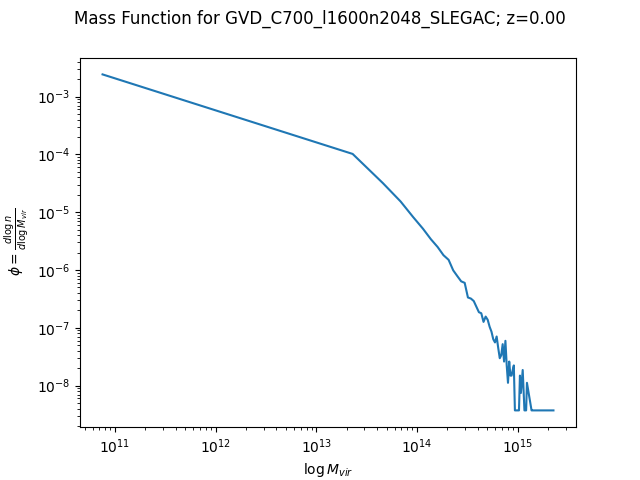 Mass Function for GVD_C700_l1600n2048_SLEGAC; z=0.00
10⁻³
10⁻⁴
10⁻⁵
10⁻⁶
10⁻⁷
10⁻⁸
ϕ = d log n / d log M_vir
10¹¹ 10¹² 10¹³ 10¹⁴ 10¹⁵
log M_vir